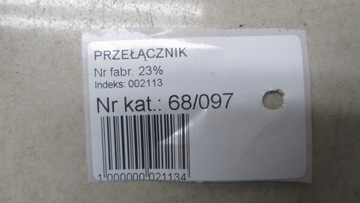 PRZEŁĄCZNIK
Nr fabr. 23%
Indeks: 002113
Nr kat.: 68/097
1 000000 021134